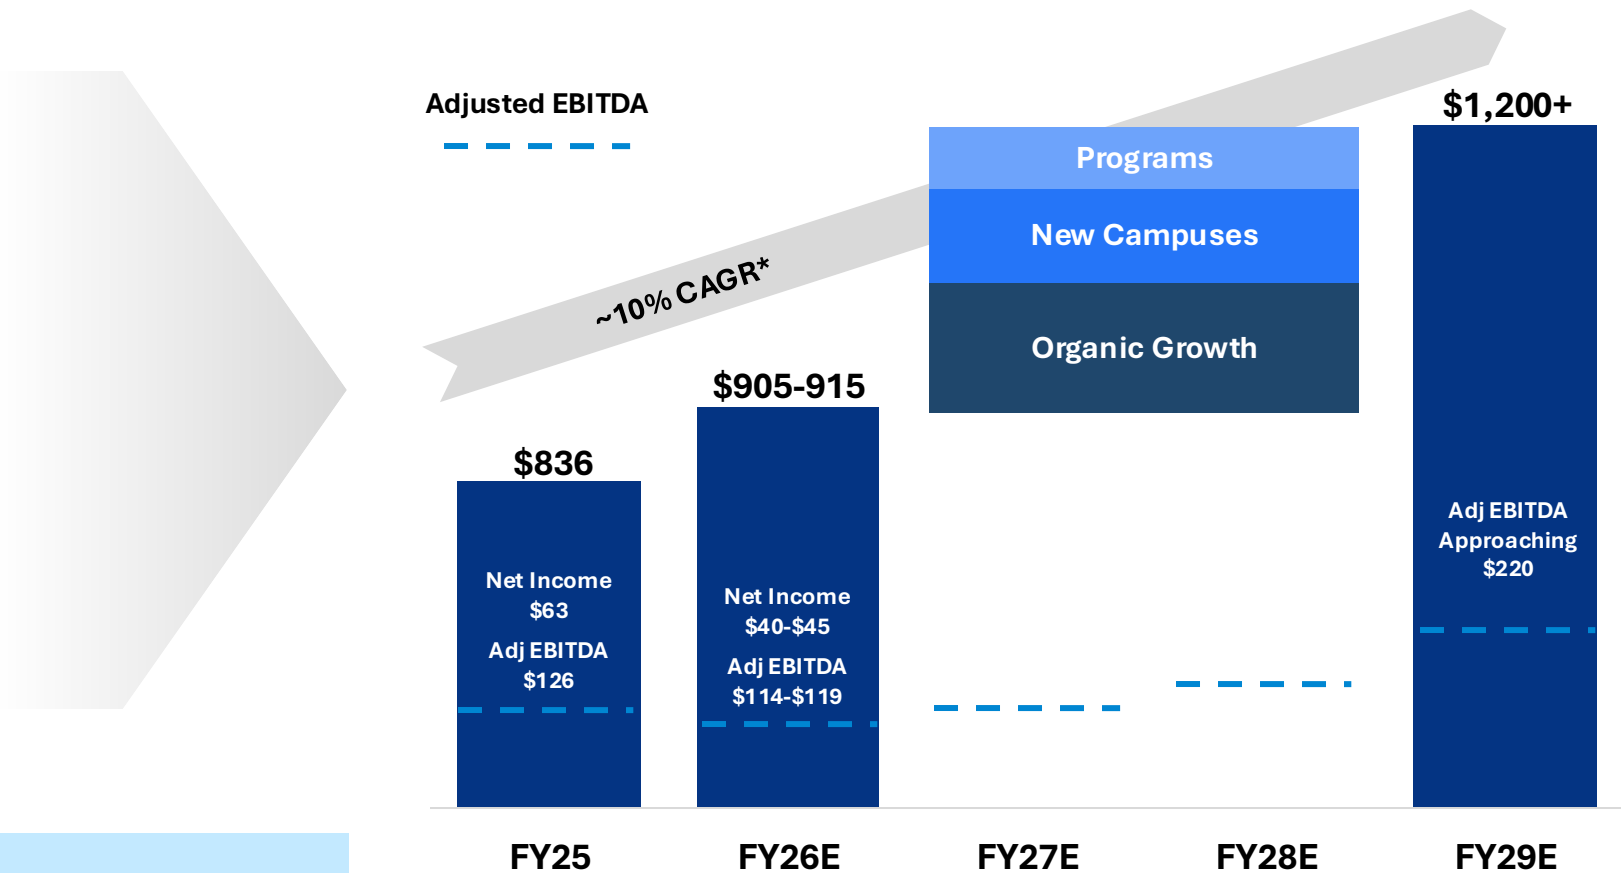 Adjusted EBITDA
~10% CAGR*
$836
Net Income
$63
Adj EBITDA
$126
$905-915
Net Income
$40-$45
Adj EBITDA
$114-$119
Programs
New Campuses
Organic Growth
$1,200+
Adj EBITDA
Approaching
$220
FY25
FY26E
FY27E
FY28E
FY29E